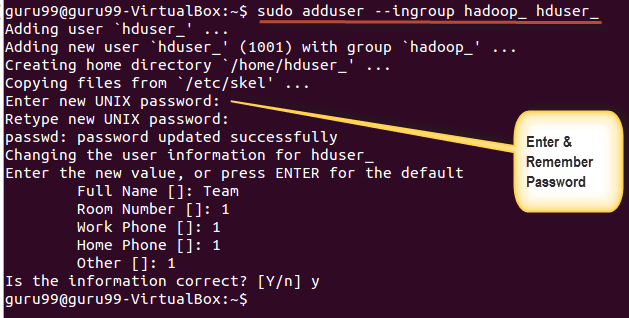 guru99@guru99-VirtualBox:~$ sudo adduser --ingroup hadoop_ hduser_
Adding user `hduser_' ...
Adding new user `hduser_' (1001) with group `hadoop_' ...
Creating home directory `/home/hduser_' ...
Copying files from `/etc/skel' ...
Enter new UNIX password:
Retype new UNIX password:
passwd: password updated successfully
Changing the user information for hduser_
Enter the new value, or press ENTER for the default
Full Name []: Team
Room Number []: 1
Work Phone []: 1
Home Phone []: 1
Other []: 1
Is the information correct? [Y/n] y
guru99@guru99-VirtualBox:~$
Enter &
Remember
Password